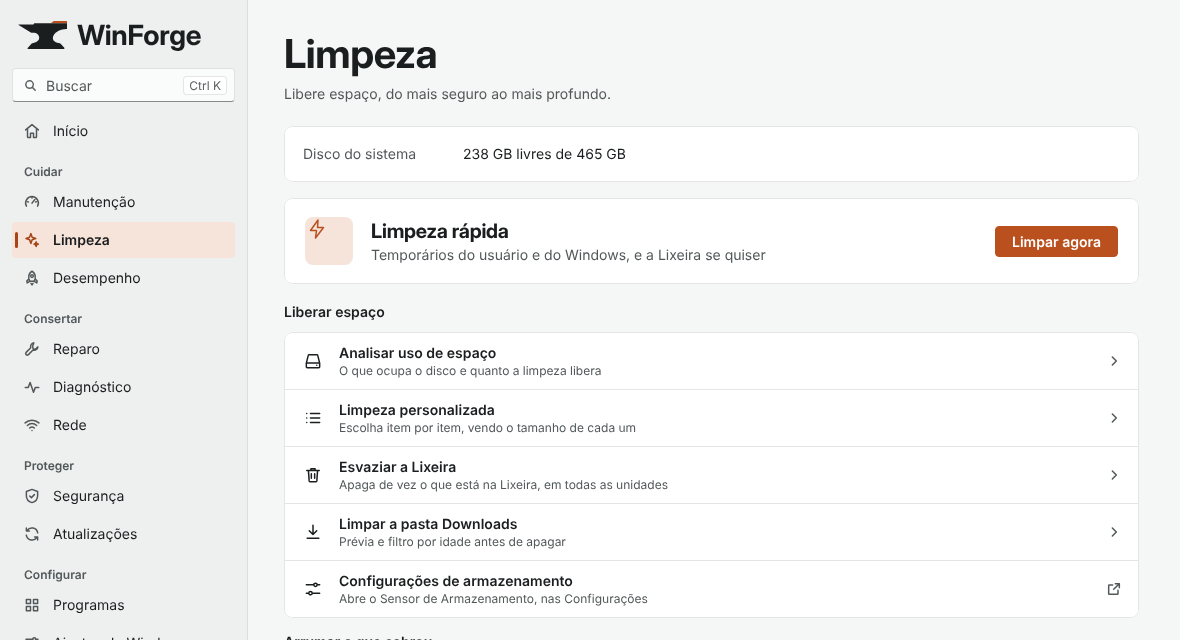 WinForge
Buscar
Ctrl K
Início
Cuidar
Manutenção
Limpeza
Desempenho
Consertar
Reparo
Diagnóstico
Rede
Proteger
Segurança
Atualizações
Configurar
Programas
Limpeza
Libere espaço, do mais seguro ao mais profundo.
Disco do sistema
238 GB livres de 465 GB
Limpeza rápida
Temporários do usuário e do Windows, e a Lixeira se quiser
Limpar agora
Liberar espaço
Analisar uso de espaço
O que ocupa o disco e quanto a limpeza libera
Limpeza personalizada
Escolha item por item, vendo o tamanho de cada um
Esvaziar a Lixeira
Apaga de vez o que está na Lixeira, em todas as unidades
Limpar a pasta Downloads
Prévia e filtro por idade antes de apagar
Configurações de armazenamento
Abre o Sensor de Armazenamento, nas Configurações